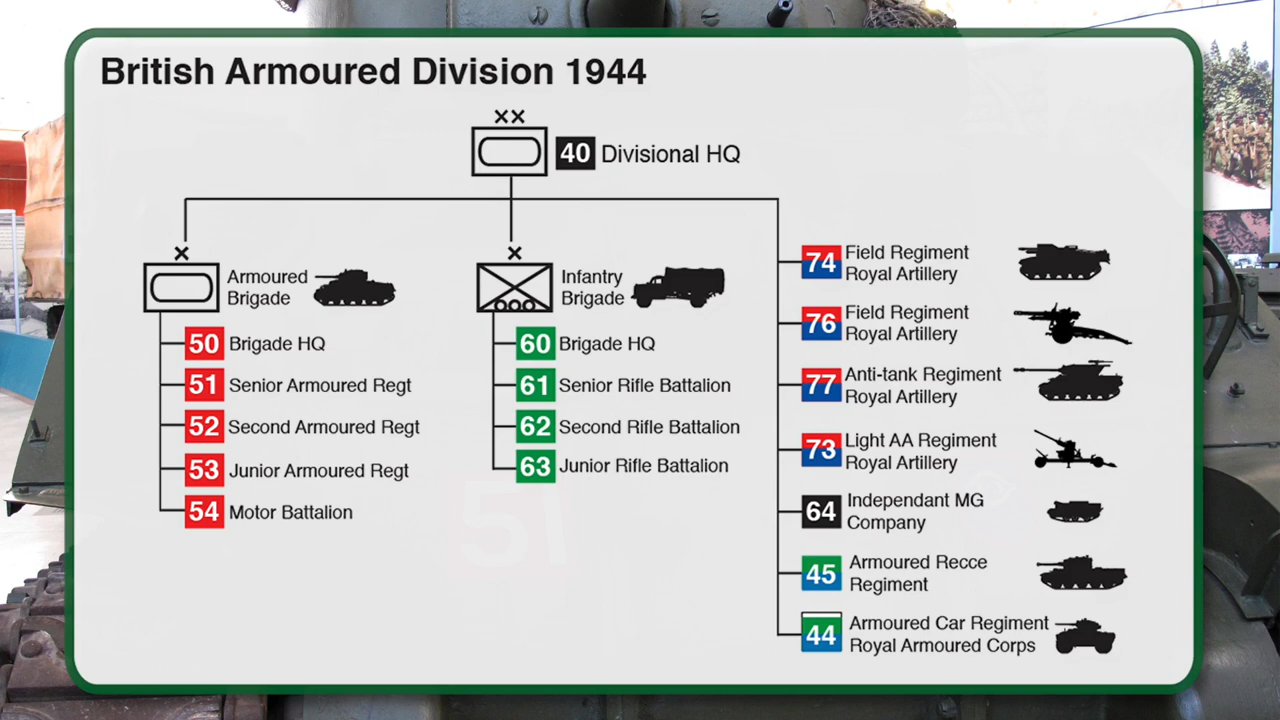 British Armoured Division 1944
XX
40 Divisional HQ
X
Armoured
Brigade
50 Brigade HQ
51 Senior Armoured Regt
52 Second Armoured Regt
53 Junior Armoured Regt
54 Motor Battalion
X
Infantry
Brigade
60 Brigade HQ
61 Senior Rifle Battalion
62 Second Rifle Battalion
63 Junior Rifle Battalion
74 Field Regiment
Royal Artillery
76 Field Regiment
Royal Artillery
77 Anti-tank Regiment
Royal Artillery
73 Light AA Regiment
Royal Artillery
64 Independant MG
Company
45 Armoured Recce
Regiment
44 Armoured Car Regiment
Royal Armoured Corps
51